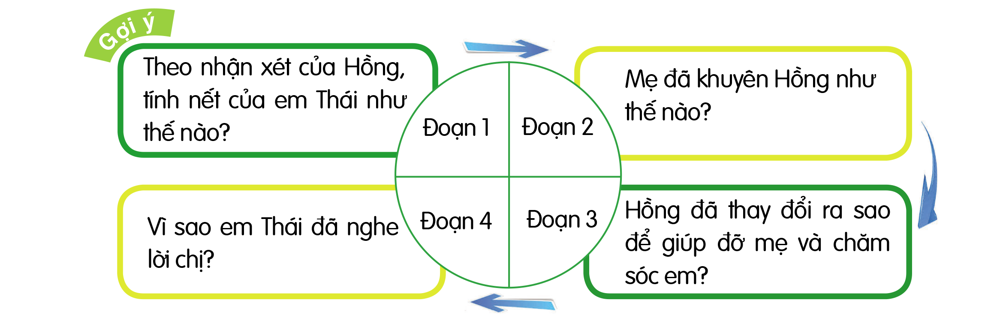 Gợi ý
Theo nhận xét của Hồng,
tính nết của em Thái như
thế nào?
Mẹ đã khuyên Hồng như
thế nào?
Đoạn 1
Đoạn 2
Vì sao em Thái đã nghe
lời chị?
Đoạn 4
Đoạn 3
Hồng đã thay đổi ra sao
để giúp đỡ mẹ và chăm
sóc em?